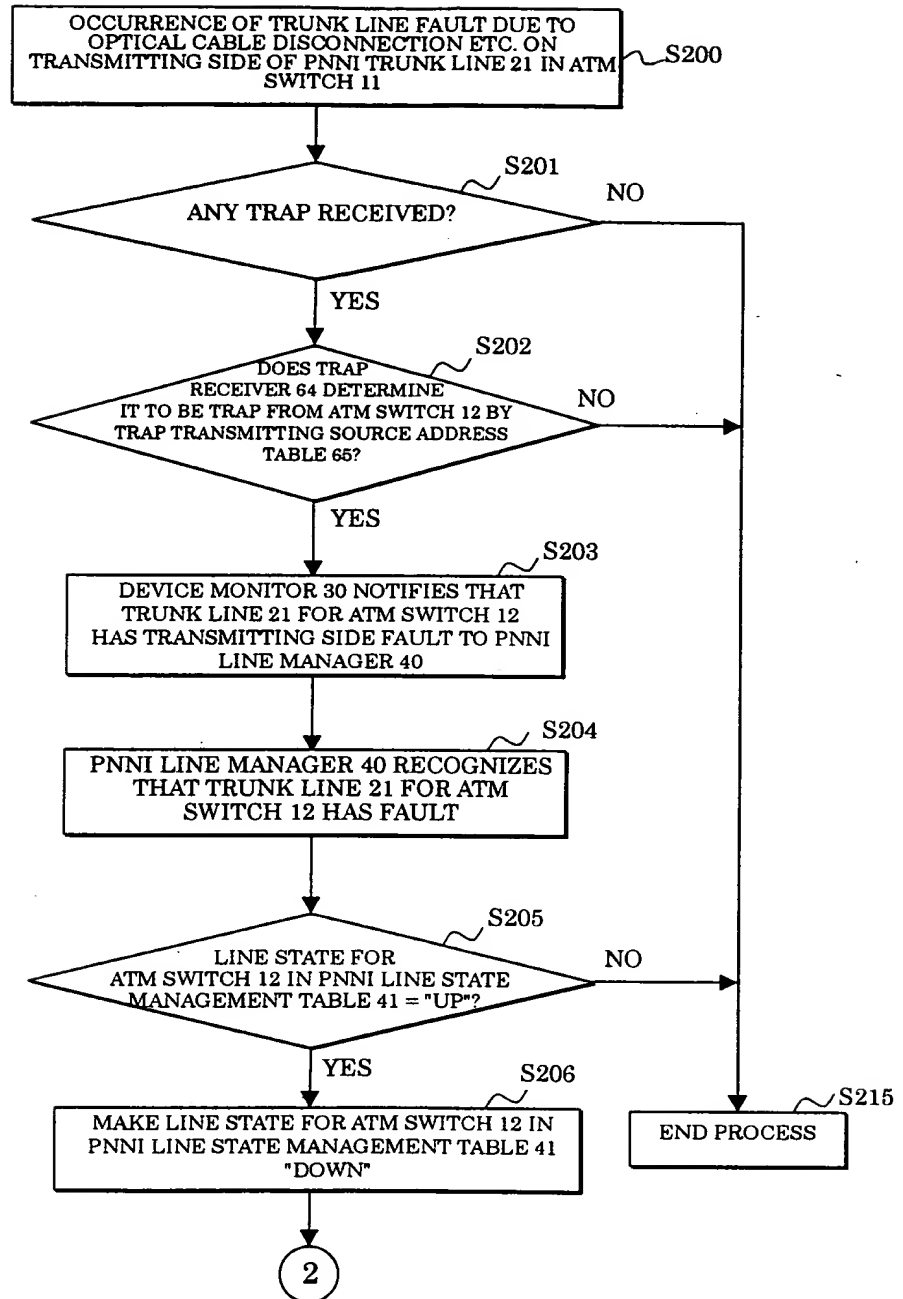 OCCURRENCE OF TRUNK LINE FAULT DUE TO
OPTICAL CABLE DISCONNECTION ETC. ON
TRANSMITTING SIDE OF PNNI TRUNK LINE 21 IN ATM
SWITCH 11
S200
S201
ANY TRAP RECEIVED?
NO
YES
S202
DOES TRAP
RECEIVER 64 DETERMINE
IT TO BE TRAP FROM ATM SWITCH 12 BY
TRAP TRANSMITTING SOURCE ADDRESS
TABLE 65?
NO
YES
S203
DEVICE MONITOR 30 NOTIFIES THAT
TRUNK LINE 21 FOR ATM SWITCH 12
HAS TRANSMITTING SIDE FAULT TO PNNI
LINE MANAGER 40
S204
PNNI LINE MANAGER 40 RECOGNIZES
THAT TRUNK LINE 21 FOR ATM
SWITCH 12 HAS FAULT
S205
LINE STATE FOR
ATM SWITCH 12 IN PNNI LINE STATE
MANAGEMENT TABLE 41 = "UP"?
NO
YES
S206
MAKE LINE STATE FOR ATM SWITCH 12 IN
PNNI LINE STATE MANAGEMENT TABLE 41
"DOWN"
S215
END PROCESS
2